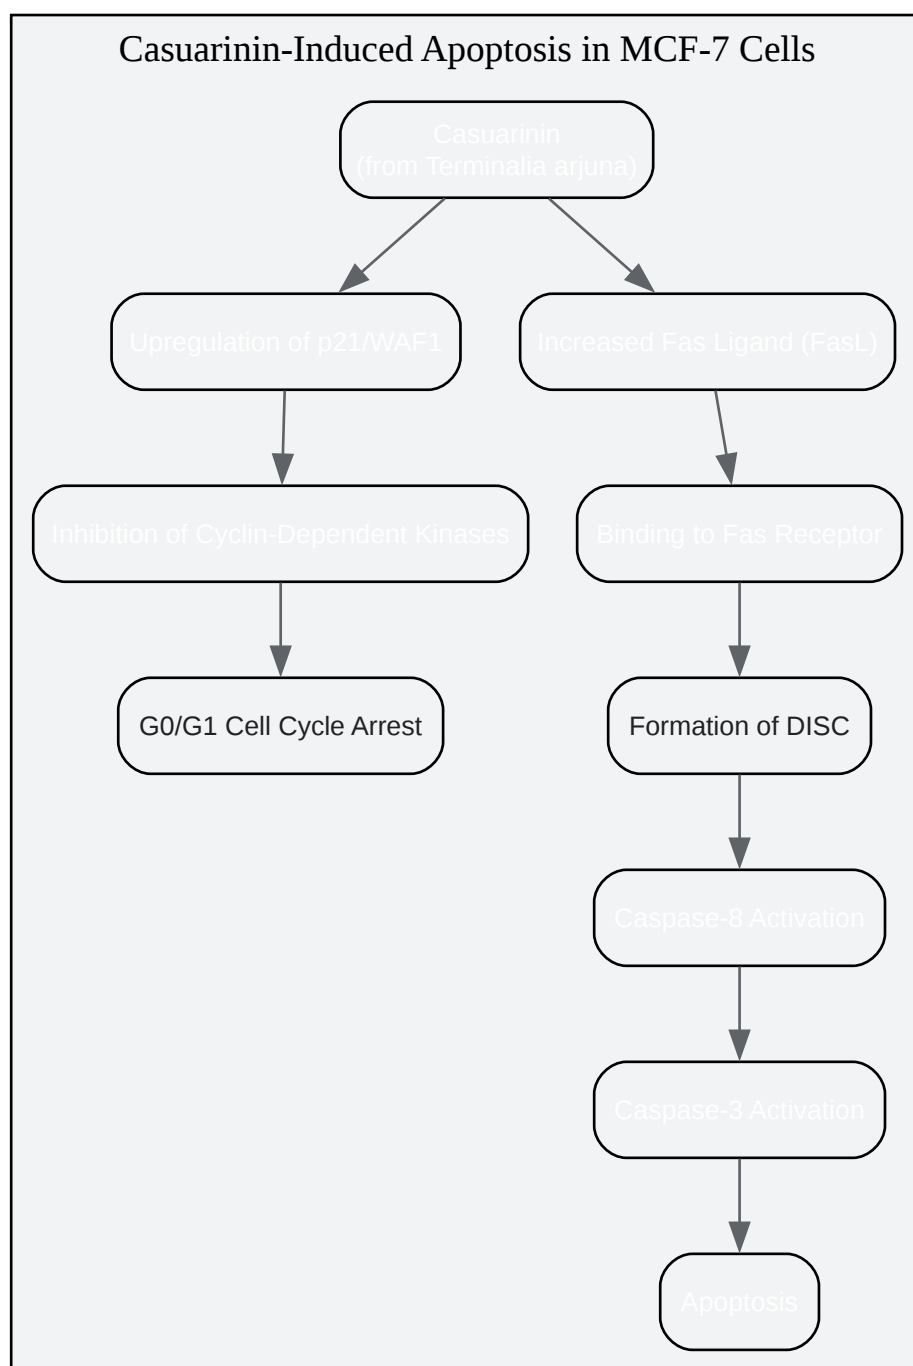 Casuarinin-Induced Apoptosis in MCF-7 Cells
Casuarinin
(from Terminalia arjuna)
Upregulation of p21/WAF1
Increased Fas Ligand (FasL)
Inhibition of Cyclin-Dependent Kinases
Binding to Fas Receptor
G0/G1 Cell Cycle Arrest
Formation of DISC
Caspase-8 Activation
Caspase-3 Activation
Apoptosis